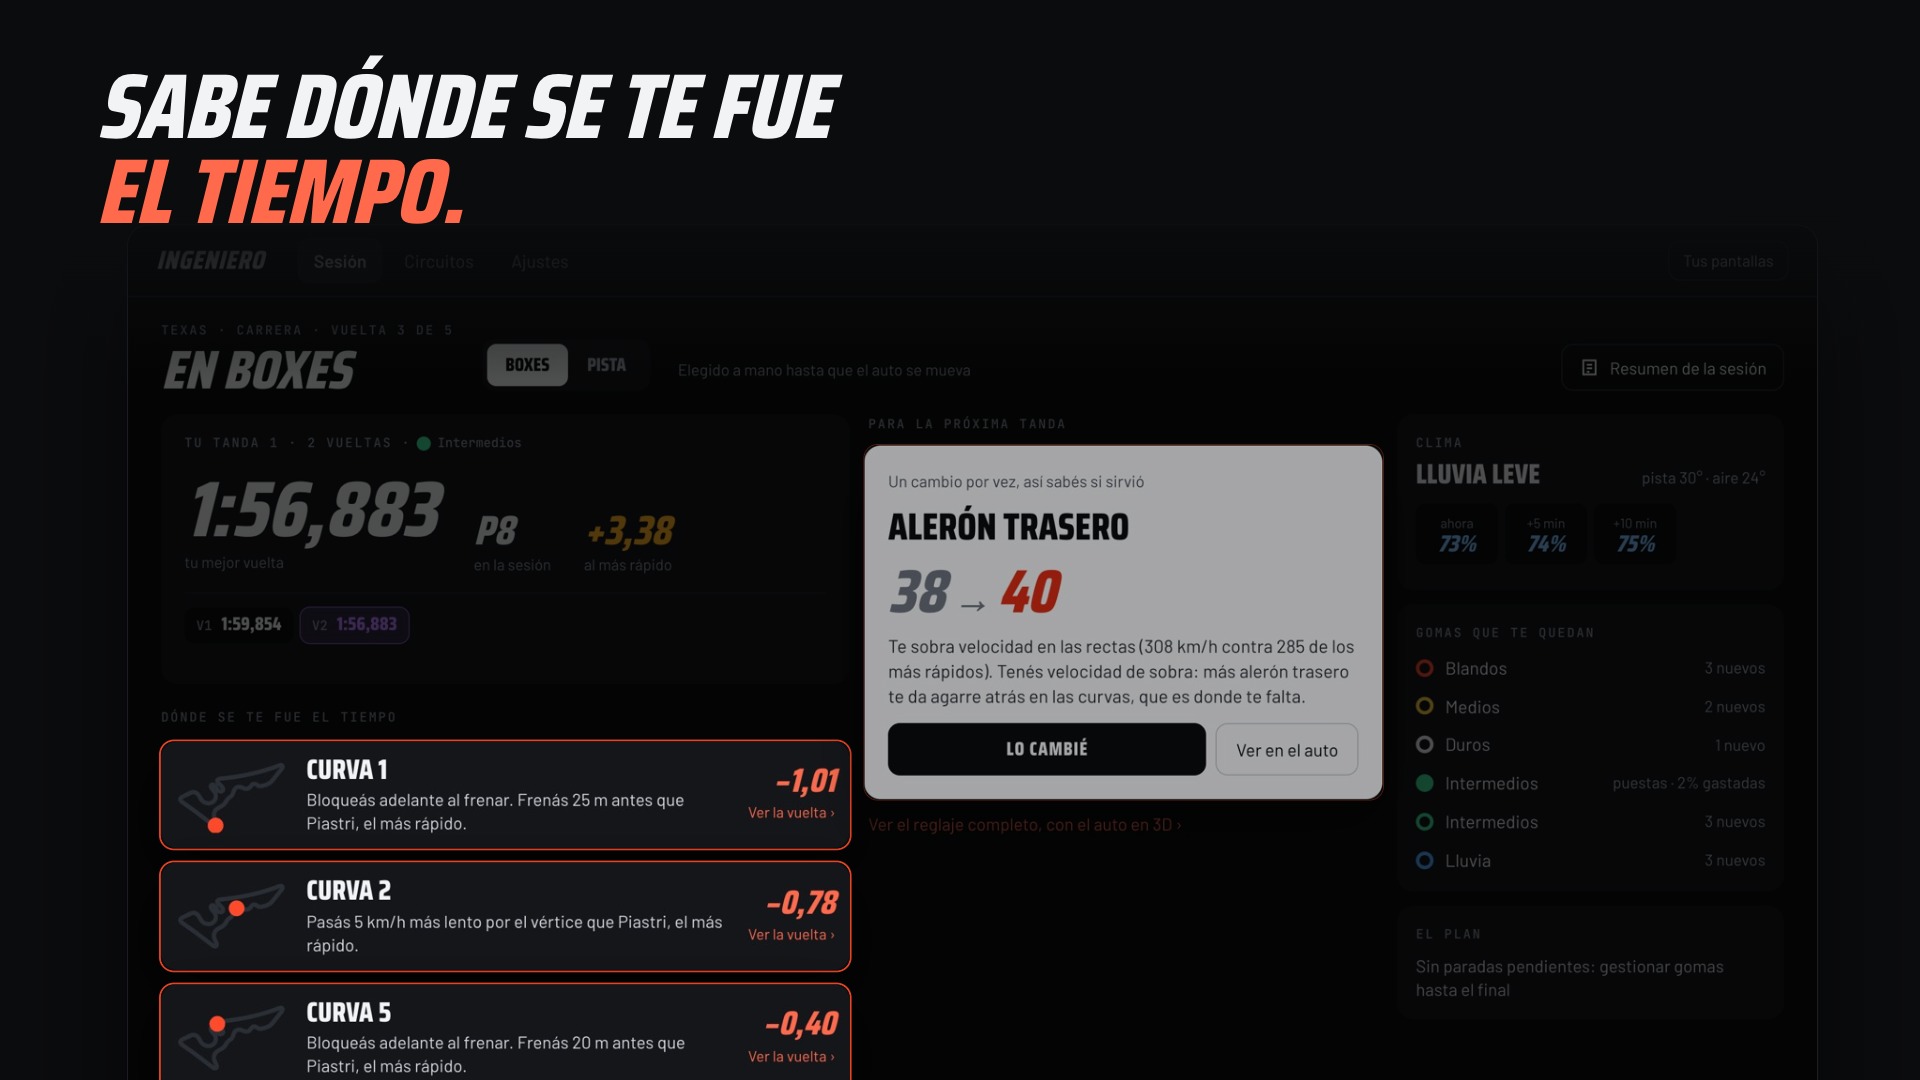 SABE DÓNDE SE TE FUE
EL TIEMPO.
INGENIERO
Sesión
Circuitos
Ajustes
Tus pantallas
TEXAS · CARRERA · VUELTA 3 DE 5
EN BOXES
BOXES
PISTA
Elegido a mano hasta que el auto se mueva
Resumen de la sesión
TU TANDA 1 · 2 VUELTAS · Intermedios
1:56,883
tu mejor vuelta
P8
en la sesión
+3,38
al más rápido
V1 1:59,854
V2 1:56,883
DÓNDE SE TE FUE EL TIEMPO
CURVA 1
Bloqueás adelante al frenar. Frenás 25 m antes que
Piastri, el más rápido.
−1,01
Ver la vuelta ›
CURVA 2
Pasás 5 km/h más lento por el vértice que Piastri, el más
rápido.
−0,78
Ver la vuelta ›
CURVA 5
Bloqueás adelante al frenar. Frenás 20 m antes que
Piastri, el más rápido.
−0,40
Ver la vuelta ›
PARA LA PRÓXIMA TANDA
Un cambio por vez, así sabés si sirvió
ALERÓN TRASERO
38 → 40
Te sobra velocidad en las rectas (308 km/h contra 285 de los
más rápidos). Tenés velocidad de sobra: más alerón trasero
te da agarre atrás en las curvas, que es donde te falta.
LO CAMBIÉ
Ver en el auto
Ver el reglaje completo, con el auto en 3D ›
CLIMA
LLUVIA LEVE
pista 30° · aire 24°
ahora
73%
+5 min
74%
+10 min
75%
GOMAS QUE TE QUEDAN
Blandos 3 nuevos
Medios 2 nuevos
Duros 1 nuevo
Intermedios puestas · 2% gastadas
Intermedios 3 nuevos
Lluvia 3 nuevos
EL PLAN
Sin paradas pendientes: gestionar gomas
hasta el final